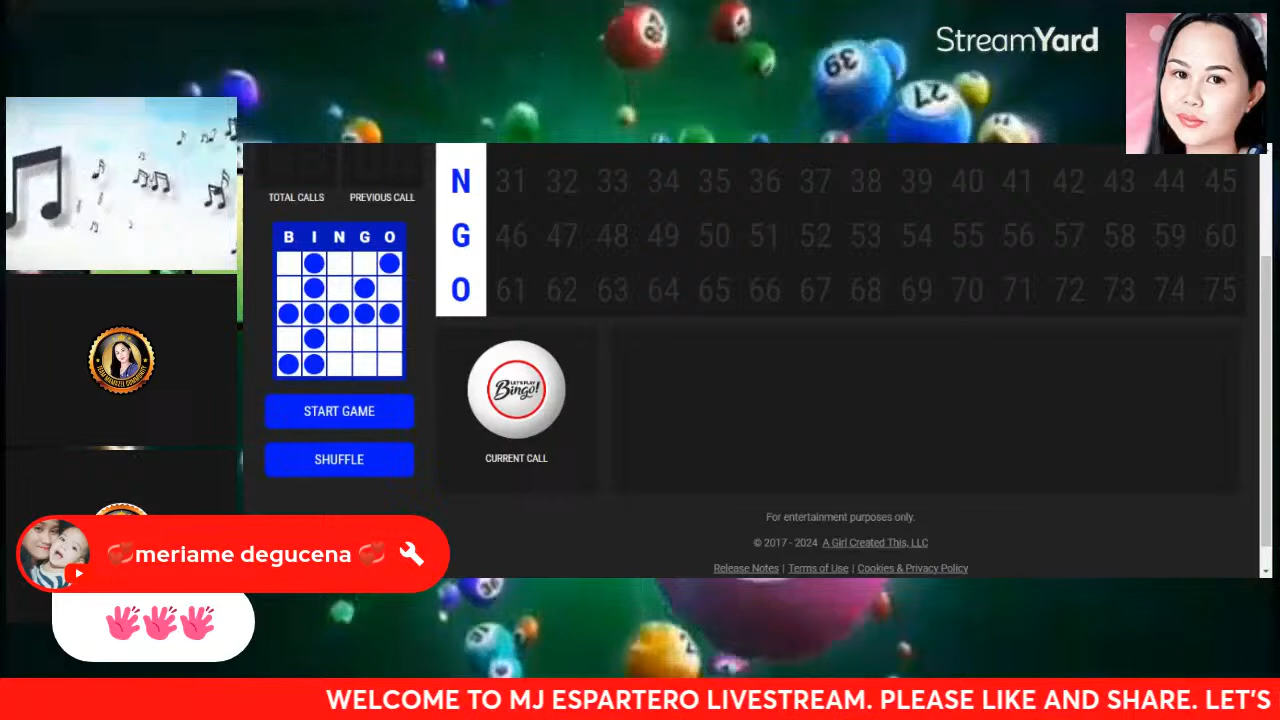 StreamYard
39
27
N 31 32 33 34 35 36 37 38 39 40 41 42 43 44 45
G 46 47 48 49 50 51 52 53 54 55 56 57 58 59 60
O 61 62 63 64 65 66 67 68 69 70 71 72 73 74 75
TOTAL CALLS PREVIOUS CALL
B I N G O
START GAME
SHUFFLE
LET'S PLAY
Bingo!
CURRENT CALL
For entertainment purposes only.
© 2017 - 2024 A Girl Created This, LLC
Release Notes | Terms of Use | Cookies & Privacy Policy
meriame degucena
WELCOME TO MJ ESPARTERO LIVESTREAM. PLEASE LIKE AND SHARE. LET'S